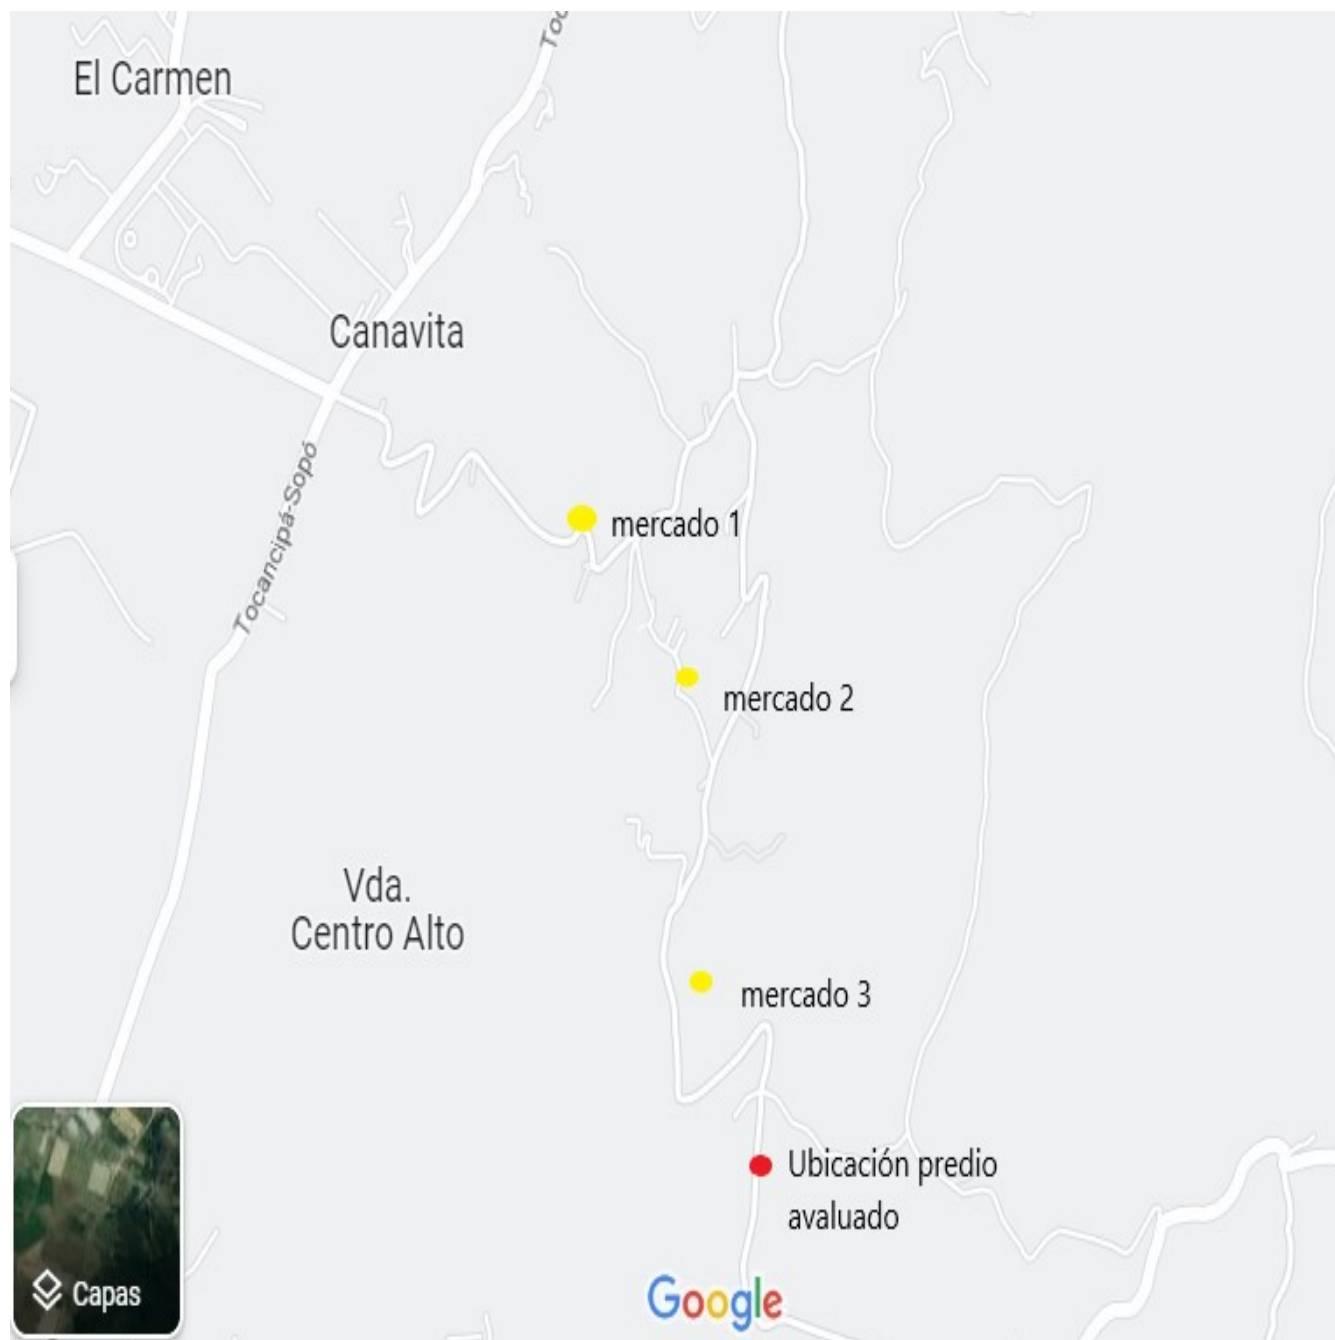 Toc
El Carmen
Canavita
Tocancipá-Sopó
mercado 1
mercado 2
Vda.
Centro Alto
mercado 3
Ubicación predio
avaluado
Capas
Google